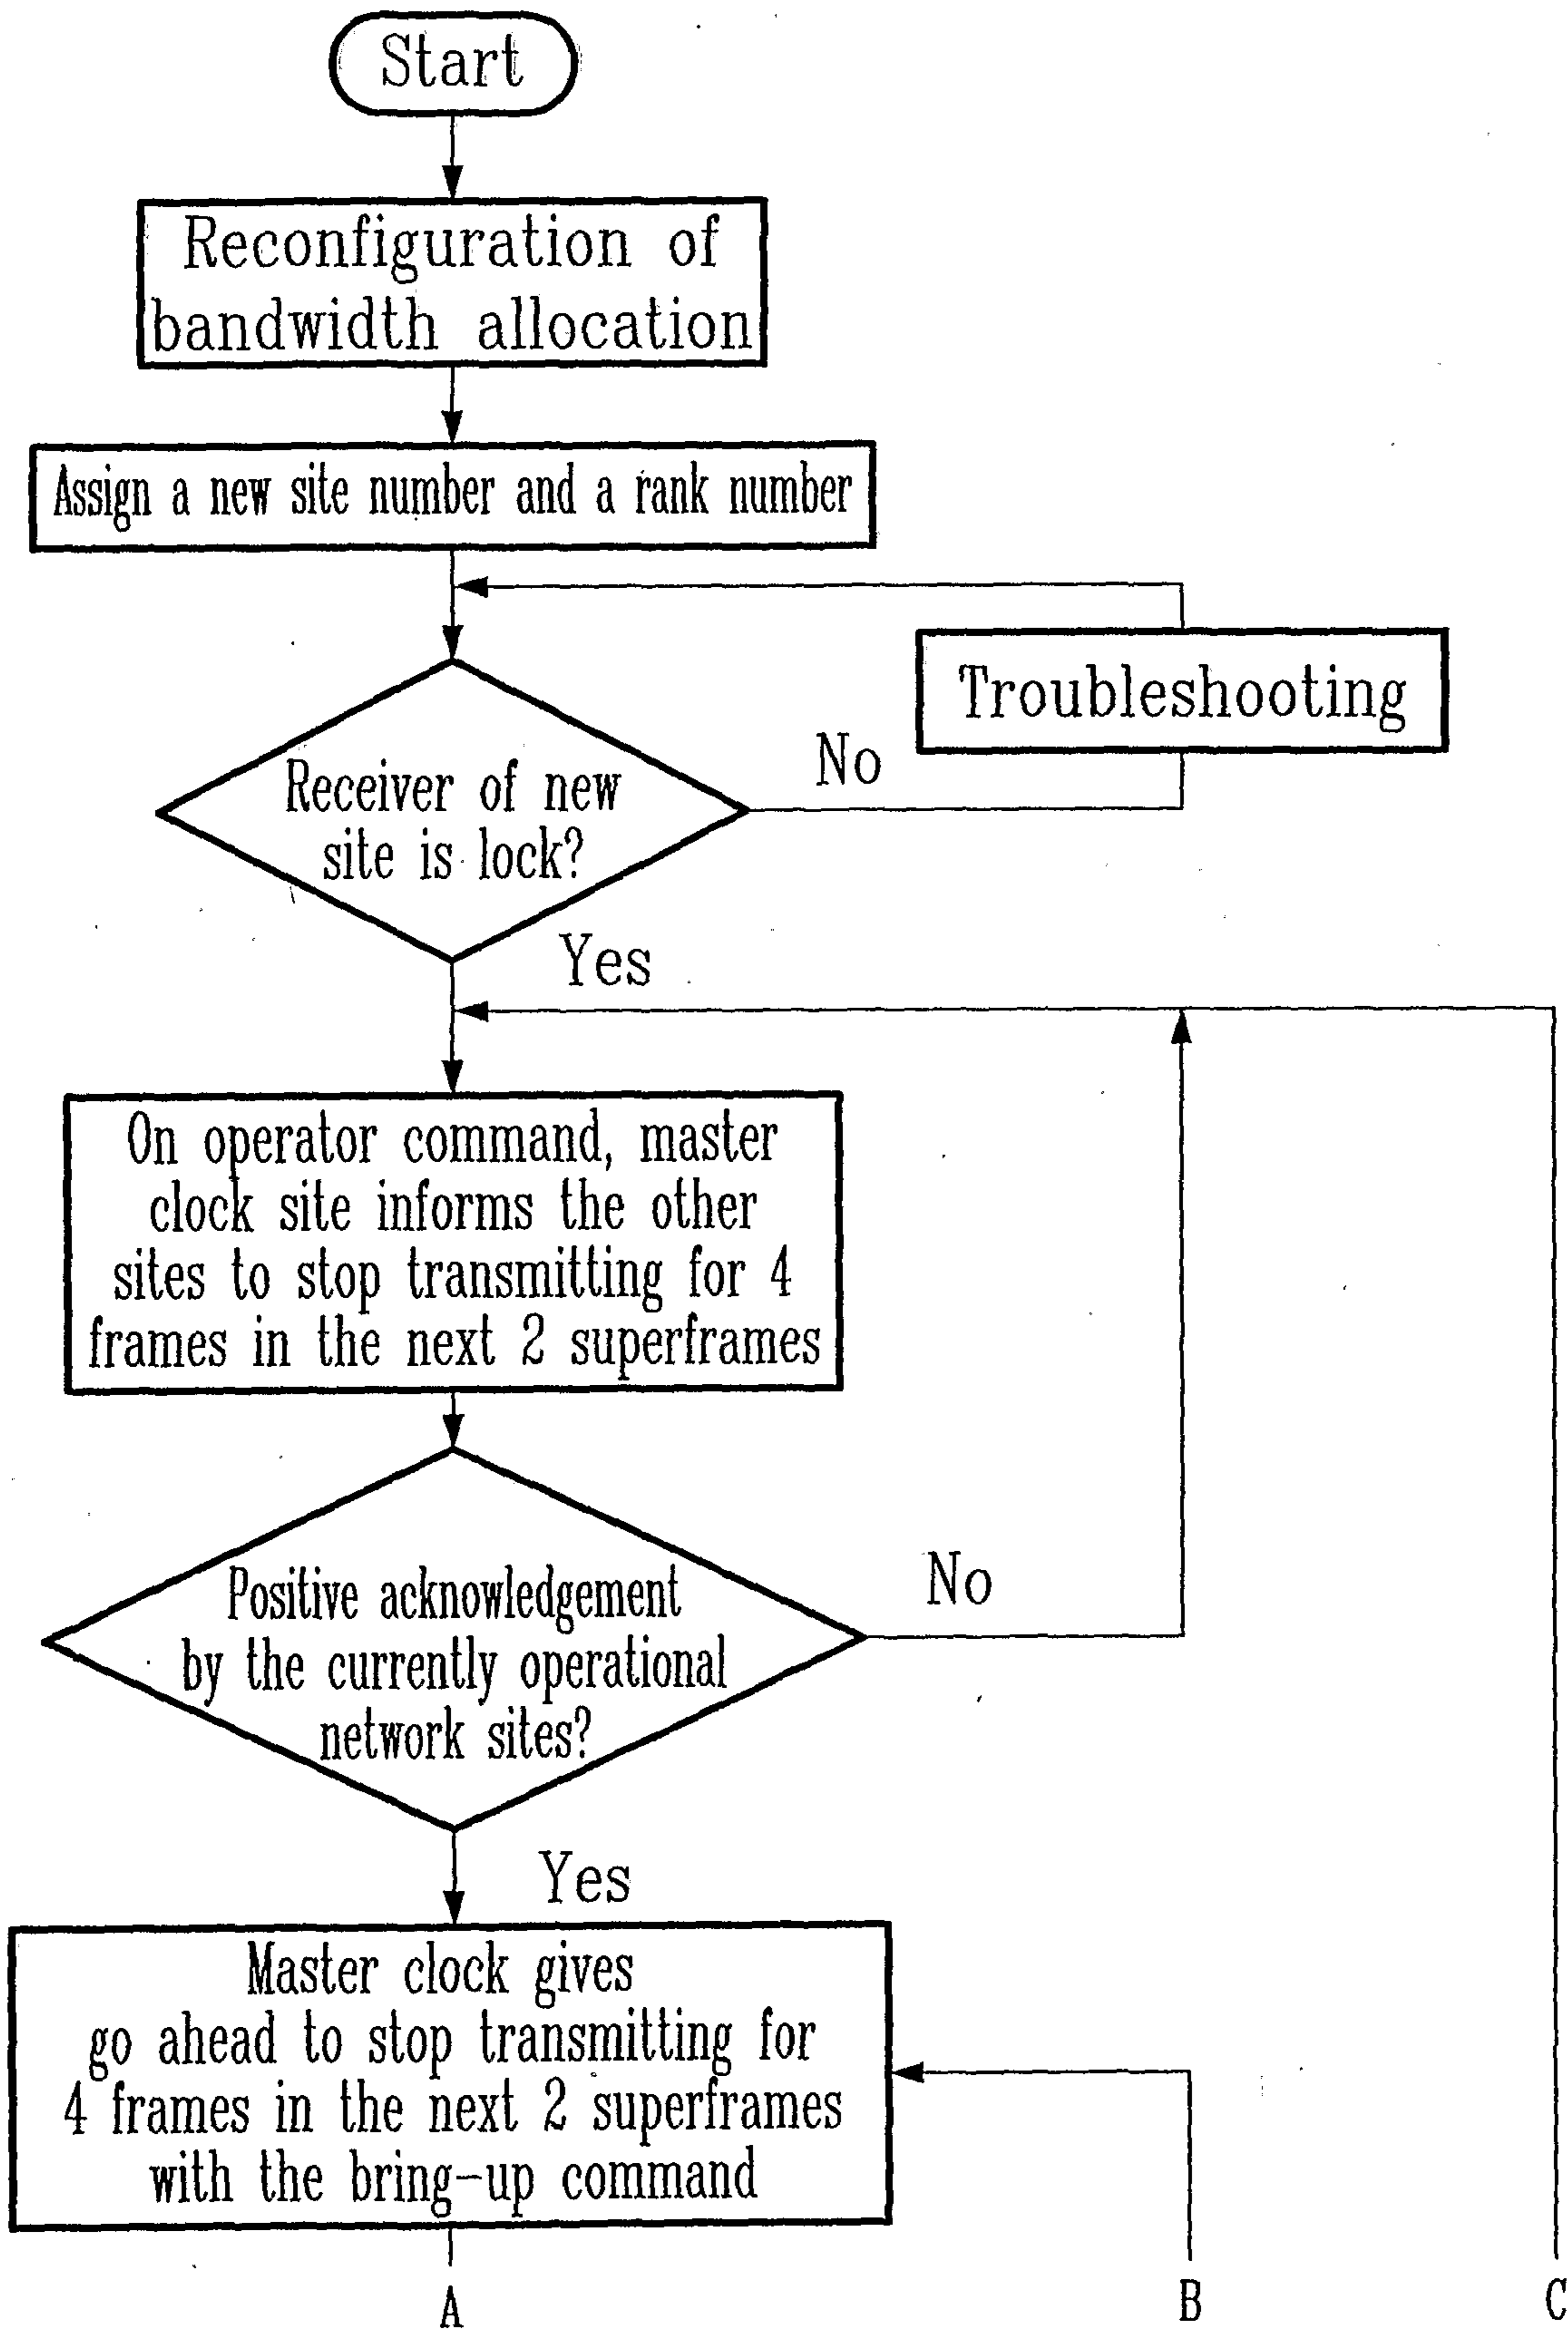 Start
Reconfiguration of
bandwidth allocation
Assign a new site number and a rank number
Troubleshooting
No
Receiver of new
site is lock?
Yes
On operator command, master
clock site informs the other
sites to stop transmitting for 4
frames in the next 2 superframes
Positive acknowledgement
by the currently operational
network sites?
No
Yes
Master clock gives
go ahead to stop transmitting for
4 frames in the next 2 superframes
with the bring-up command
A
B
C